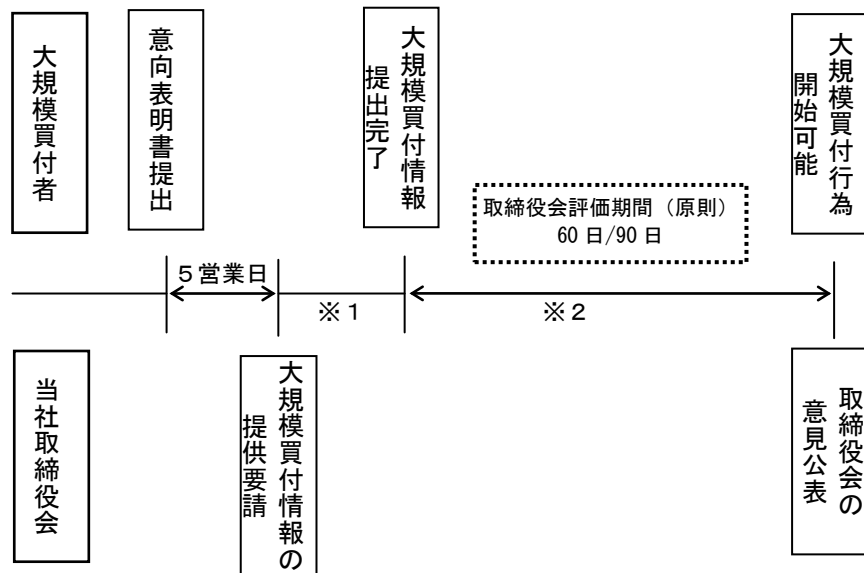 大規模買付者
意向表明書提出
大規模買付情報
提出完了
大規模買付行為
開始可能
取締役会評価期間（原則）
60日/90日
５営業日
※１
※２
当社取締役会
大規模買付情報の
提供要請
取締役会の
意見公表